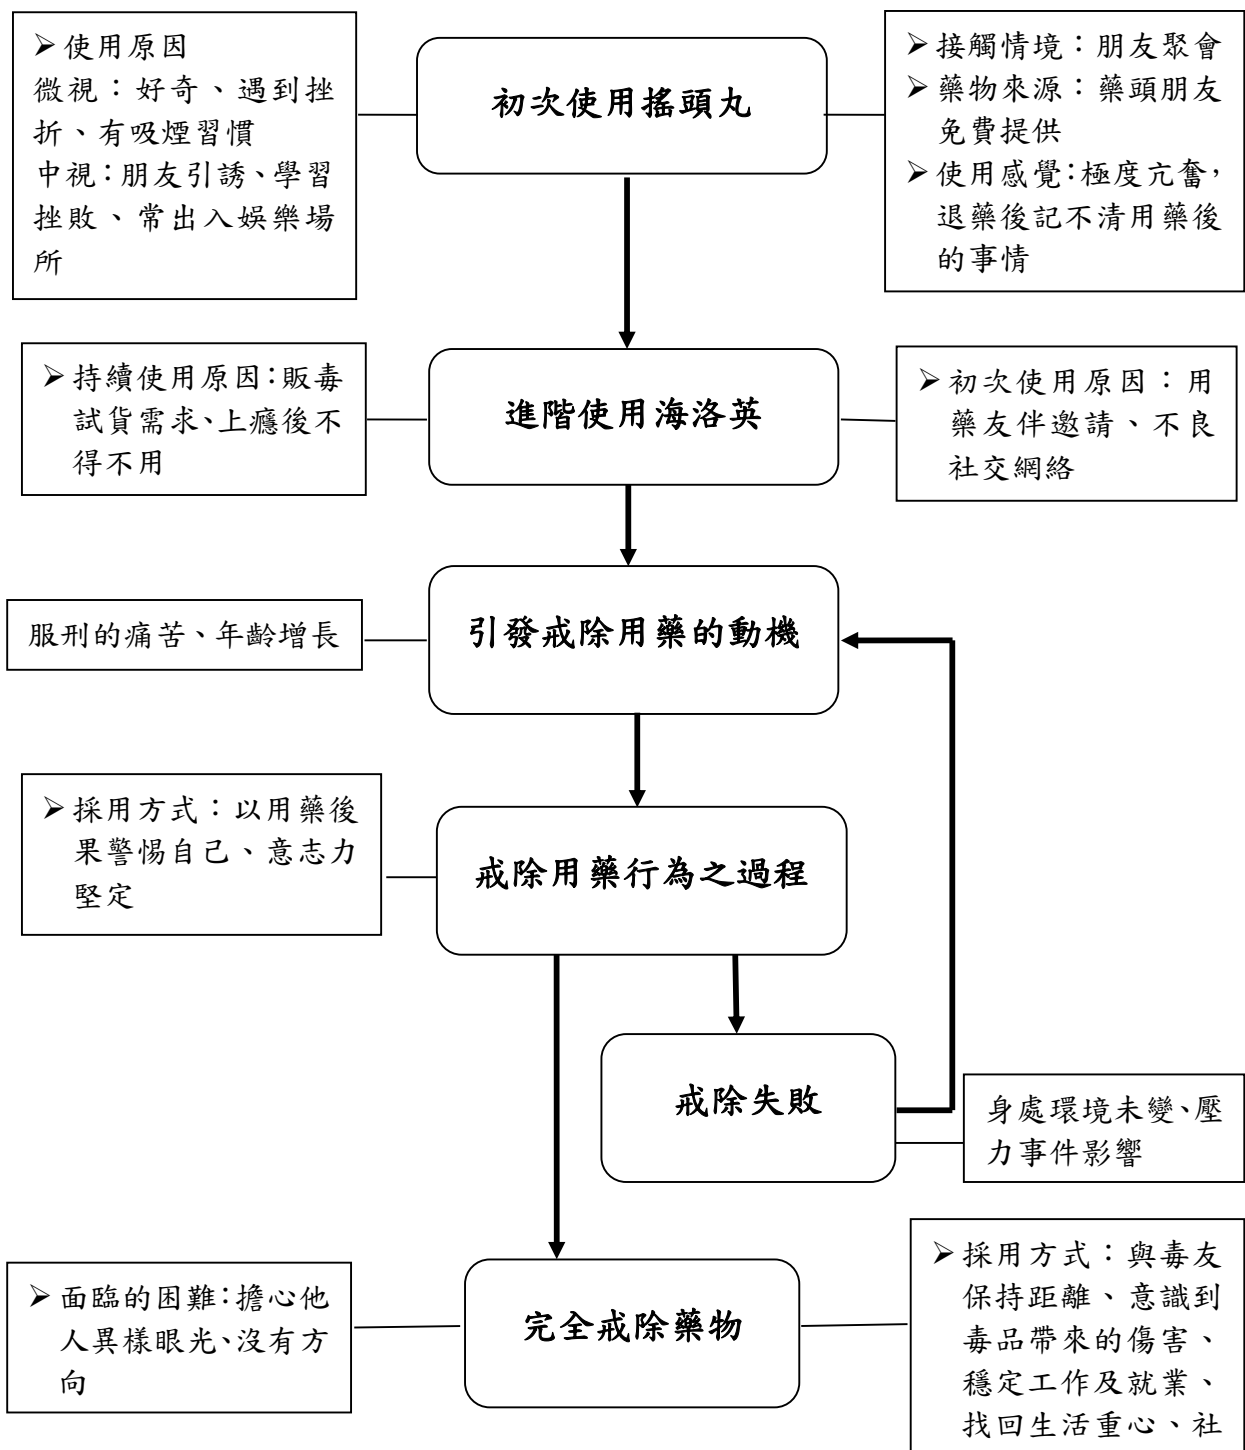 ➢使用原因
微視：好奇、遇到挫
折、有吸煙習慣
中視：朋友引誘、學習
挫敗、常出入娛樂場
所
初次使用搖頭丸
➢接觸情境：朋友聚會
➢藥物來源：藥頭朋友
免費提供
➢使用感覺：極度亢奮，
退藥後記不清用藥後
的事情
➢持續使用原因：販毒
試貨需求、上癮後不
得不用
進階使用海洛英
➢初次使用原因：用
藥友伴邀請、不良
社交網絡
服刑的痛苦、年齡增長
引發戒除用藥的動機
➢採用方式：以用藥後
果警惕自己、意志力
堅定
戒除用藥行為之過程
戒除失敗
身處環境未變、壓
力事件影響
➢面臨的困難：擔心他
人異樣眼光、沒有方
向
完全戒除藥物
➢採用方式：與毒友
保持距離、意識到
毒品帶來的傷害、
穩定工作及就業、
找回生活重心、社